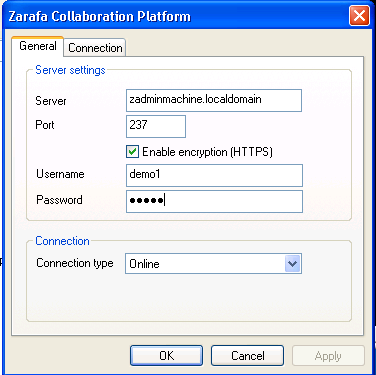 Zarafa Collaboration Platform
General Connection
Server settings
Server zadminmachine.localdomain
Port 237
Enable encryption (HTTPS)
Username demo1
Password ●●●●●
Connection
Connection type Online
OK Cancel Apply